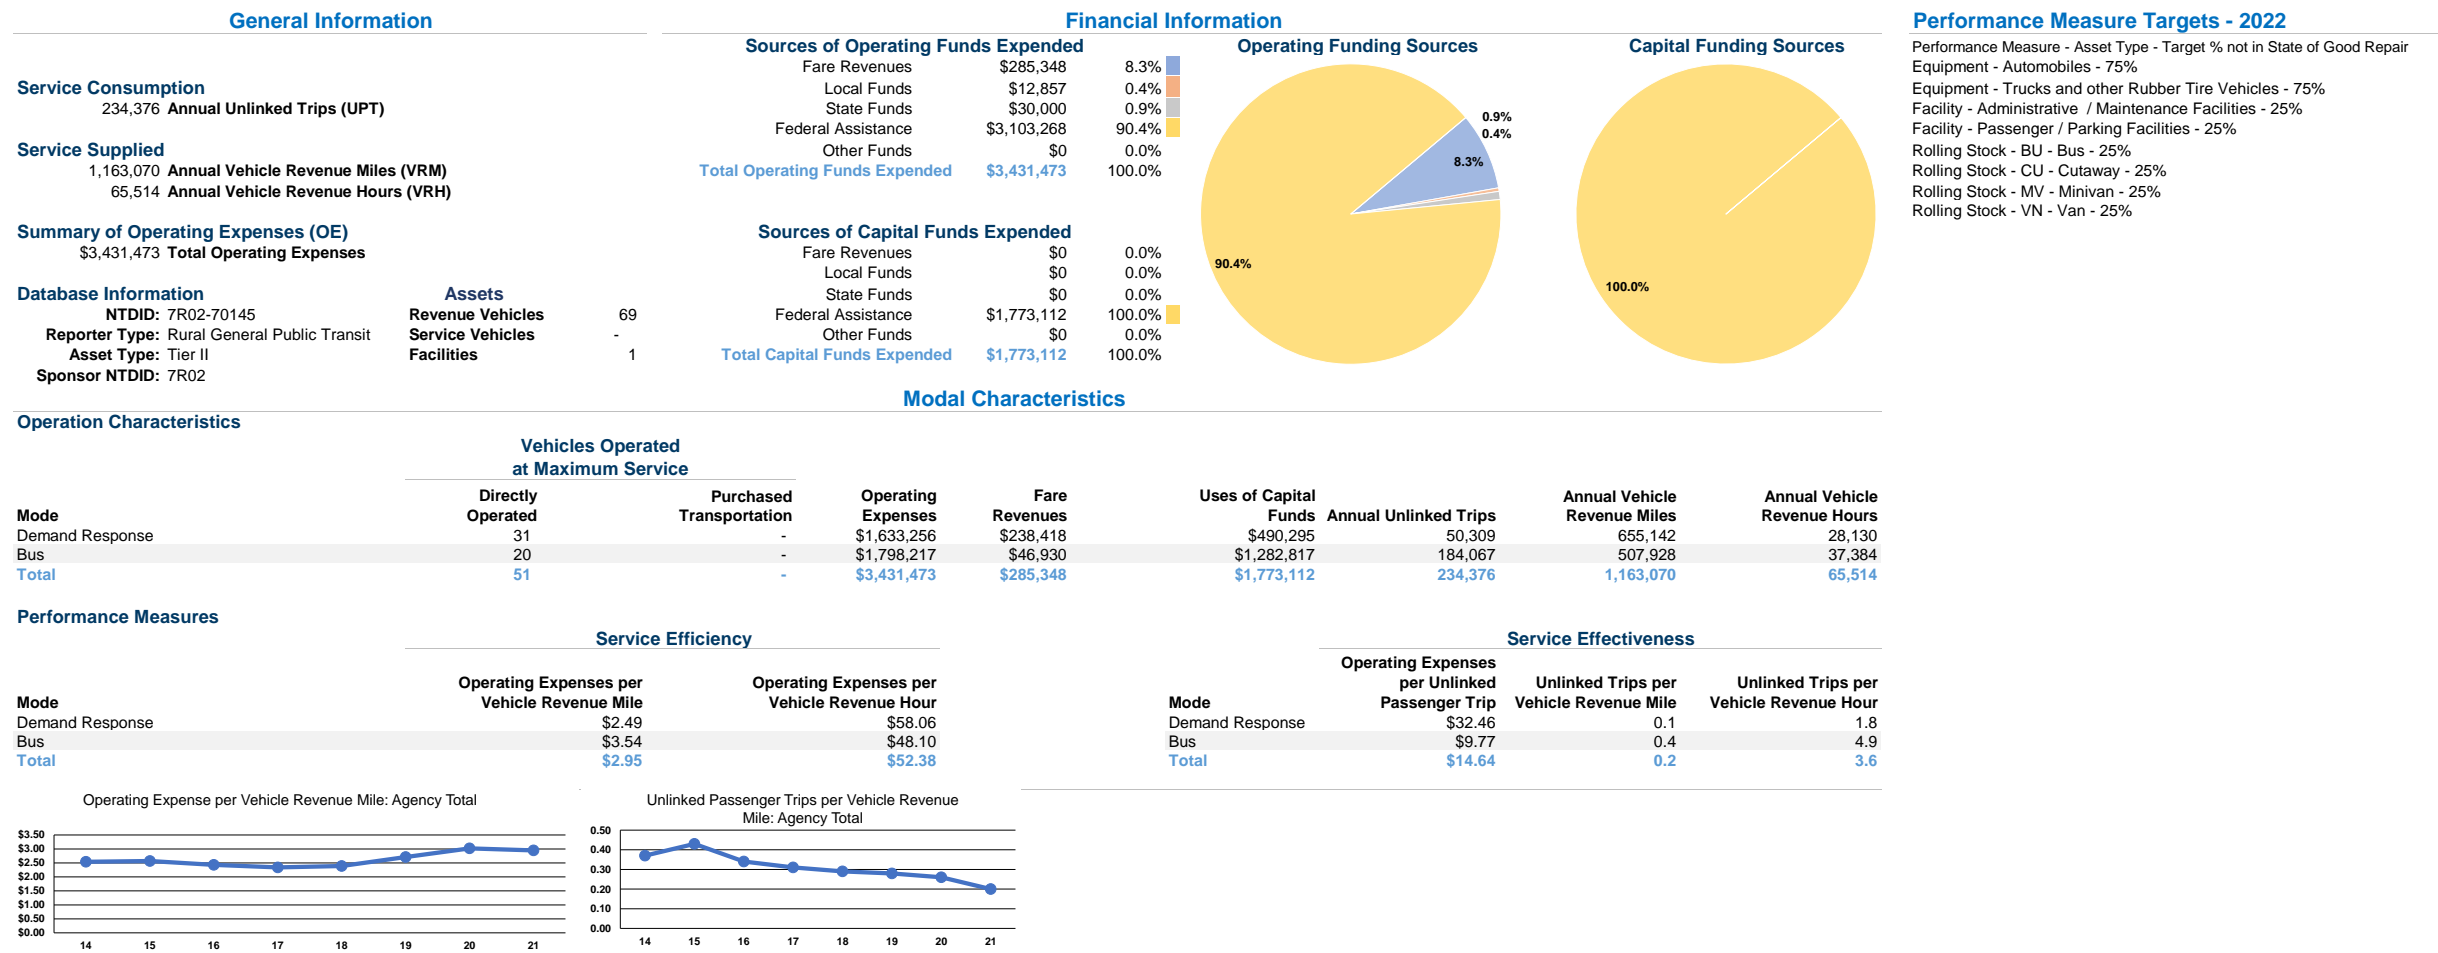 General Information
Service Consumption
234,376 Annual Unlinked Trips (UPT)
Service Supplied
1,163,070 Annual Vehicle Revenue Miles (VRM)
65,514 Annual Vehicle Revenue Hours (VRH)
Summary of Operating Expenses (OE)
$3,431,473 Total Operating Expenses
Database Information
NTDID: 7R02-70145
Reporter Type: Rural General Public Transit
Asset Type: Tier II
Sponsor NTDID: 7R02
Assets
Revenue Vehicles 69
Service Vehicles -
Facilities 1
Financial Information
Sources of Operating Funds Expended
Fare Revenues $285,348 8.3%
Local Funds $12,857 0.4%
State Funds $30,000 0.9%
Federal Assistance $3,103,268 90.4%
Other Funds $0 0.0%
Total Operating Funds Expended $3,431,473 100.0%
Sources of Capital Funds Expended
Fare Revenues $0 0.0%
Local Funds $0 0.0%
State Funds $0 0.0%
Federal Assistance $1,773,112 100.0%
Other Funds $0 0.0%
Total Capital Funds Expended $1,773,112 100.0%
Operating Funding Sources
0.9%
0.4%
8.3%
90.4%
Capital Funding Sources
100.0%
Performance Measure Targets - 2022
Performance Measure - Asset Type - Target % not in State of Good Repair
Equipment - Automobiles - 75%
Equipment - Trucks and other Rubber Tire Vehicles - 75%
Facility - Administrative / Maintenance Facilities - 25%
Facility - Passenger / Parking Facilities - 25%
Rolling Stock - BU - Bus - 25%
Rolling Stock - CU - Cutaway - 25%
Rolling Stock - MV - Minivan - 25%
Rolling Stock - VN - Van - 25%
Modal Characteristics
Operation Characteristics
Vehicles Operated
at Maximum Service
Directly Purchased Operating Fare Uses of Capital Annual Vehicle Annual Vehicle
Mode Operated Transportation Expenses Revenues Funds Annual Unlinked Trips Revenue Miles Revenue Hours
Demand Response 31 - $1,633,256 $238,418 $490,295 50,309 655,142 28,130
Bus 20 - $1,798,217 $46,930 $1,282,817 184,067 507,928 37,384
Total 51 - $3,431,473 $285,348 $1,773,112 234,376 1,163,070 65,514
Performance Measures
Service Efficiency
Operating Expenses per Operating Expenses per
Mode Vehicle Revenue Mile Vehicle Revenue Hour
Demand Response $2.49 $58.06
Bus $3.54 $48.10
Total $2.95 $52.38
Service Effectiveness
Operating Expenses
per Unlinked Unlinked Trips per Unlinked Trips per
Mode Passenger Trip Vehicle Revenue Mile Vehicle Revenue Hour
Demand Response $32.46 0.1 1.8
Bus $9.77 0.4 4.9
Total $14.64 0.2 3.6
Operating Expense per Vehicle Revenue Mile: Agency Total
$3.50
$3.00
$2.50
$2.00
$1.50
$1.00
$0.50
$0.00
14 15 16 17 18 19 20 21
Unlinked Passenger Trips per Vehicle Revenue
Mile: Agency Total
0.50
0.40
0.30
0.20
0.10
0.00
14 15 16 17 18 19 20 21